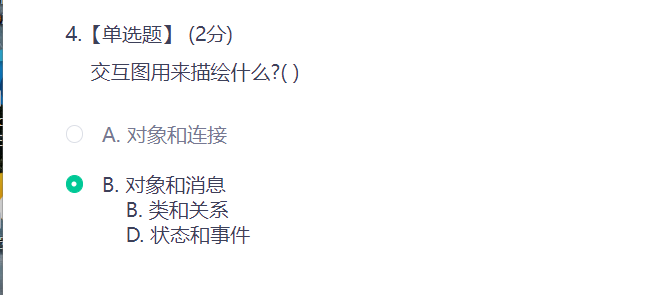 4.【单选题】 (2分)
交互图用来描绘什么?( )
A. 对象和连接
B. 对象和消息
B. 类和关系
D. 状态和事件